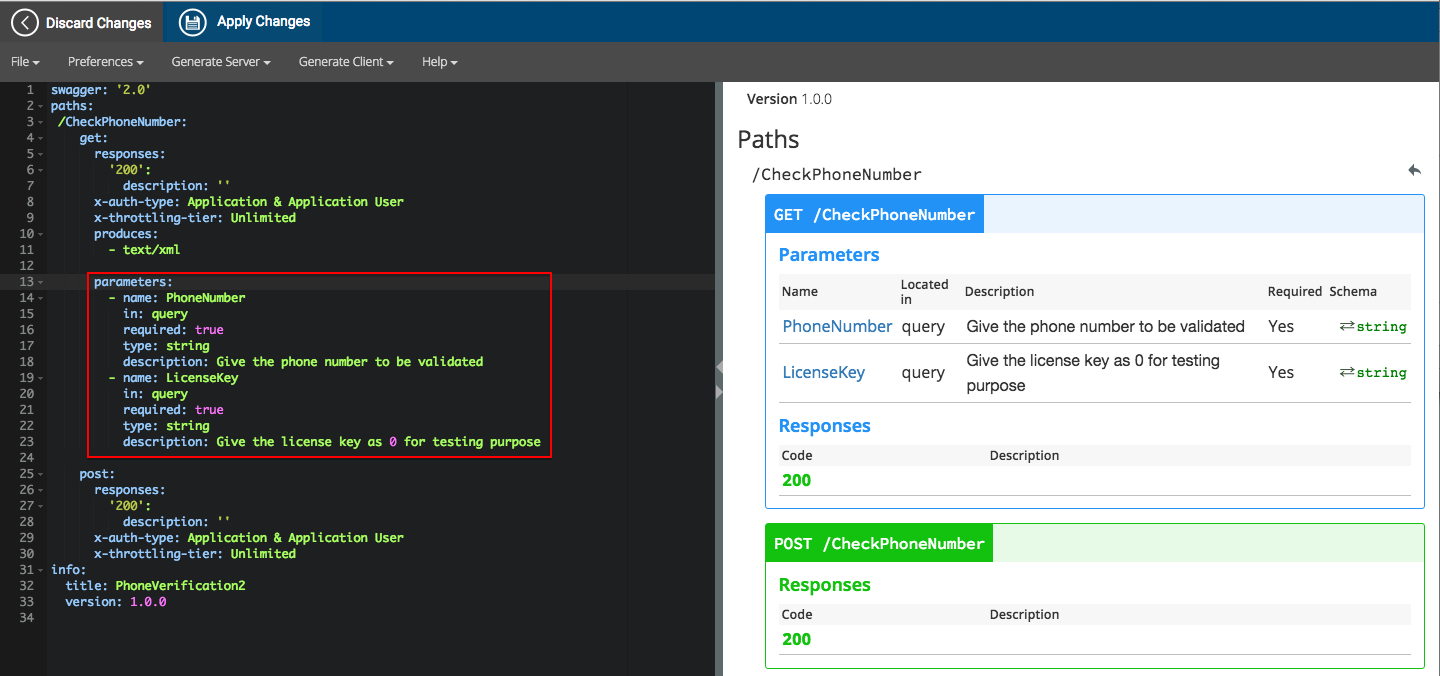 Discard Changes Apply Changes
File Preferences Generate Server Generate Client Help
1 swagger: '2.0'
2 paths:
3 /CheckPhoneNumber:
4 get:
5 responses:
6 '200':
7 description: ''
8 x-auth-type: Application & Application User
9 x-throttling-tier: Unlimited
10 produces:
11 - text/xml
12
13 parameters:
14 - name: PhoneNumber
15 in: query
16 required: true
17 type: string
18 description: Give the phone number to be validated
19 - name: LicenseKey
20 in: query
21 required: true
22 type: string
23 description: Give the license key as 0 for testing purpose
24
25 post:
26 responses:
27 '200':
28 description: ''
29 x-auth-type: Application & Application User
30 x-throttling-tier: Unlimited
31 info:
32 title: PhoneVerification2
33 version: 1.0.0
34
Version 1.0.0
Paths
/CheckPhoneNumber
GET /CheckPhoneNumber
Parameters
Name Located in Description Required Schema
PhoneNumber query Give the phone number to be validated Yes ⇄string
LicenseKey query Give the license key as 0 for testing purpose Yes ⇄string
Responses
Code Description
200
POST /CheckPhoneNumber
Responses
Code Description
200